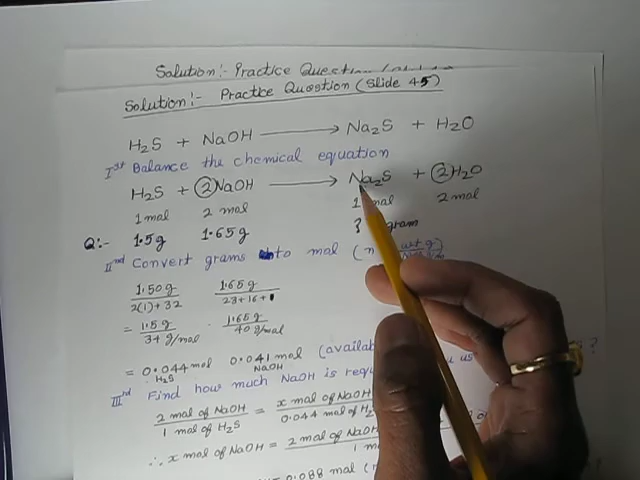 Solution:- Practice Question
Solution:- Practice Question (Slide 45)
H2S + NaOH → Na2S + H2O
Ist Balance the chemical equation
H2S + 2NaOH → Na2S + 2H2O
1 mol 2 mol 1 mol 2 mol
Q:- 1.5g 1.65g ? gram
IInd Convert grams into mol (n wt g
1.50 g 1.65 g
2(1)+32 23+16+1
= 1.5 g 1.65 g
34 g/mol 40 g/mol
= 0.044 mol 0.041 mol (availab
H2S NaOH
IIIrd Find how much NaOH is requ us ?
2 mol of NaOH = x mol of NaOH
1 mol of H2S 0.044 mol of H2
∴ x mol of NaOH = 2 mol of NaOH
1
0.088 mol